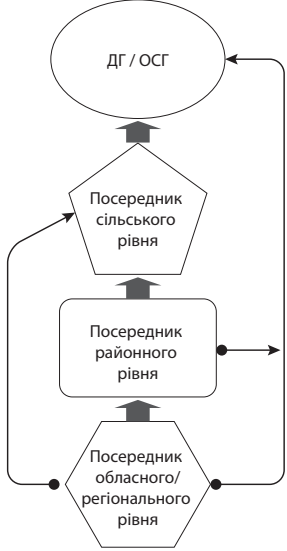 ДГ / ОСГ
Посередник
сільського
рівня
Посередник
районного
рівня
Посередник
обласного/
регіонального
рівня